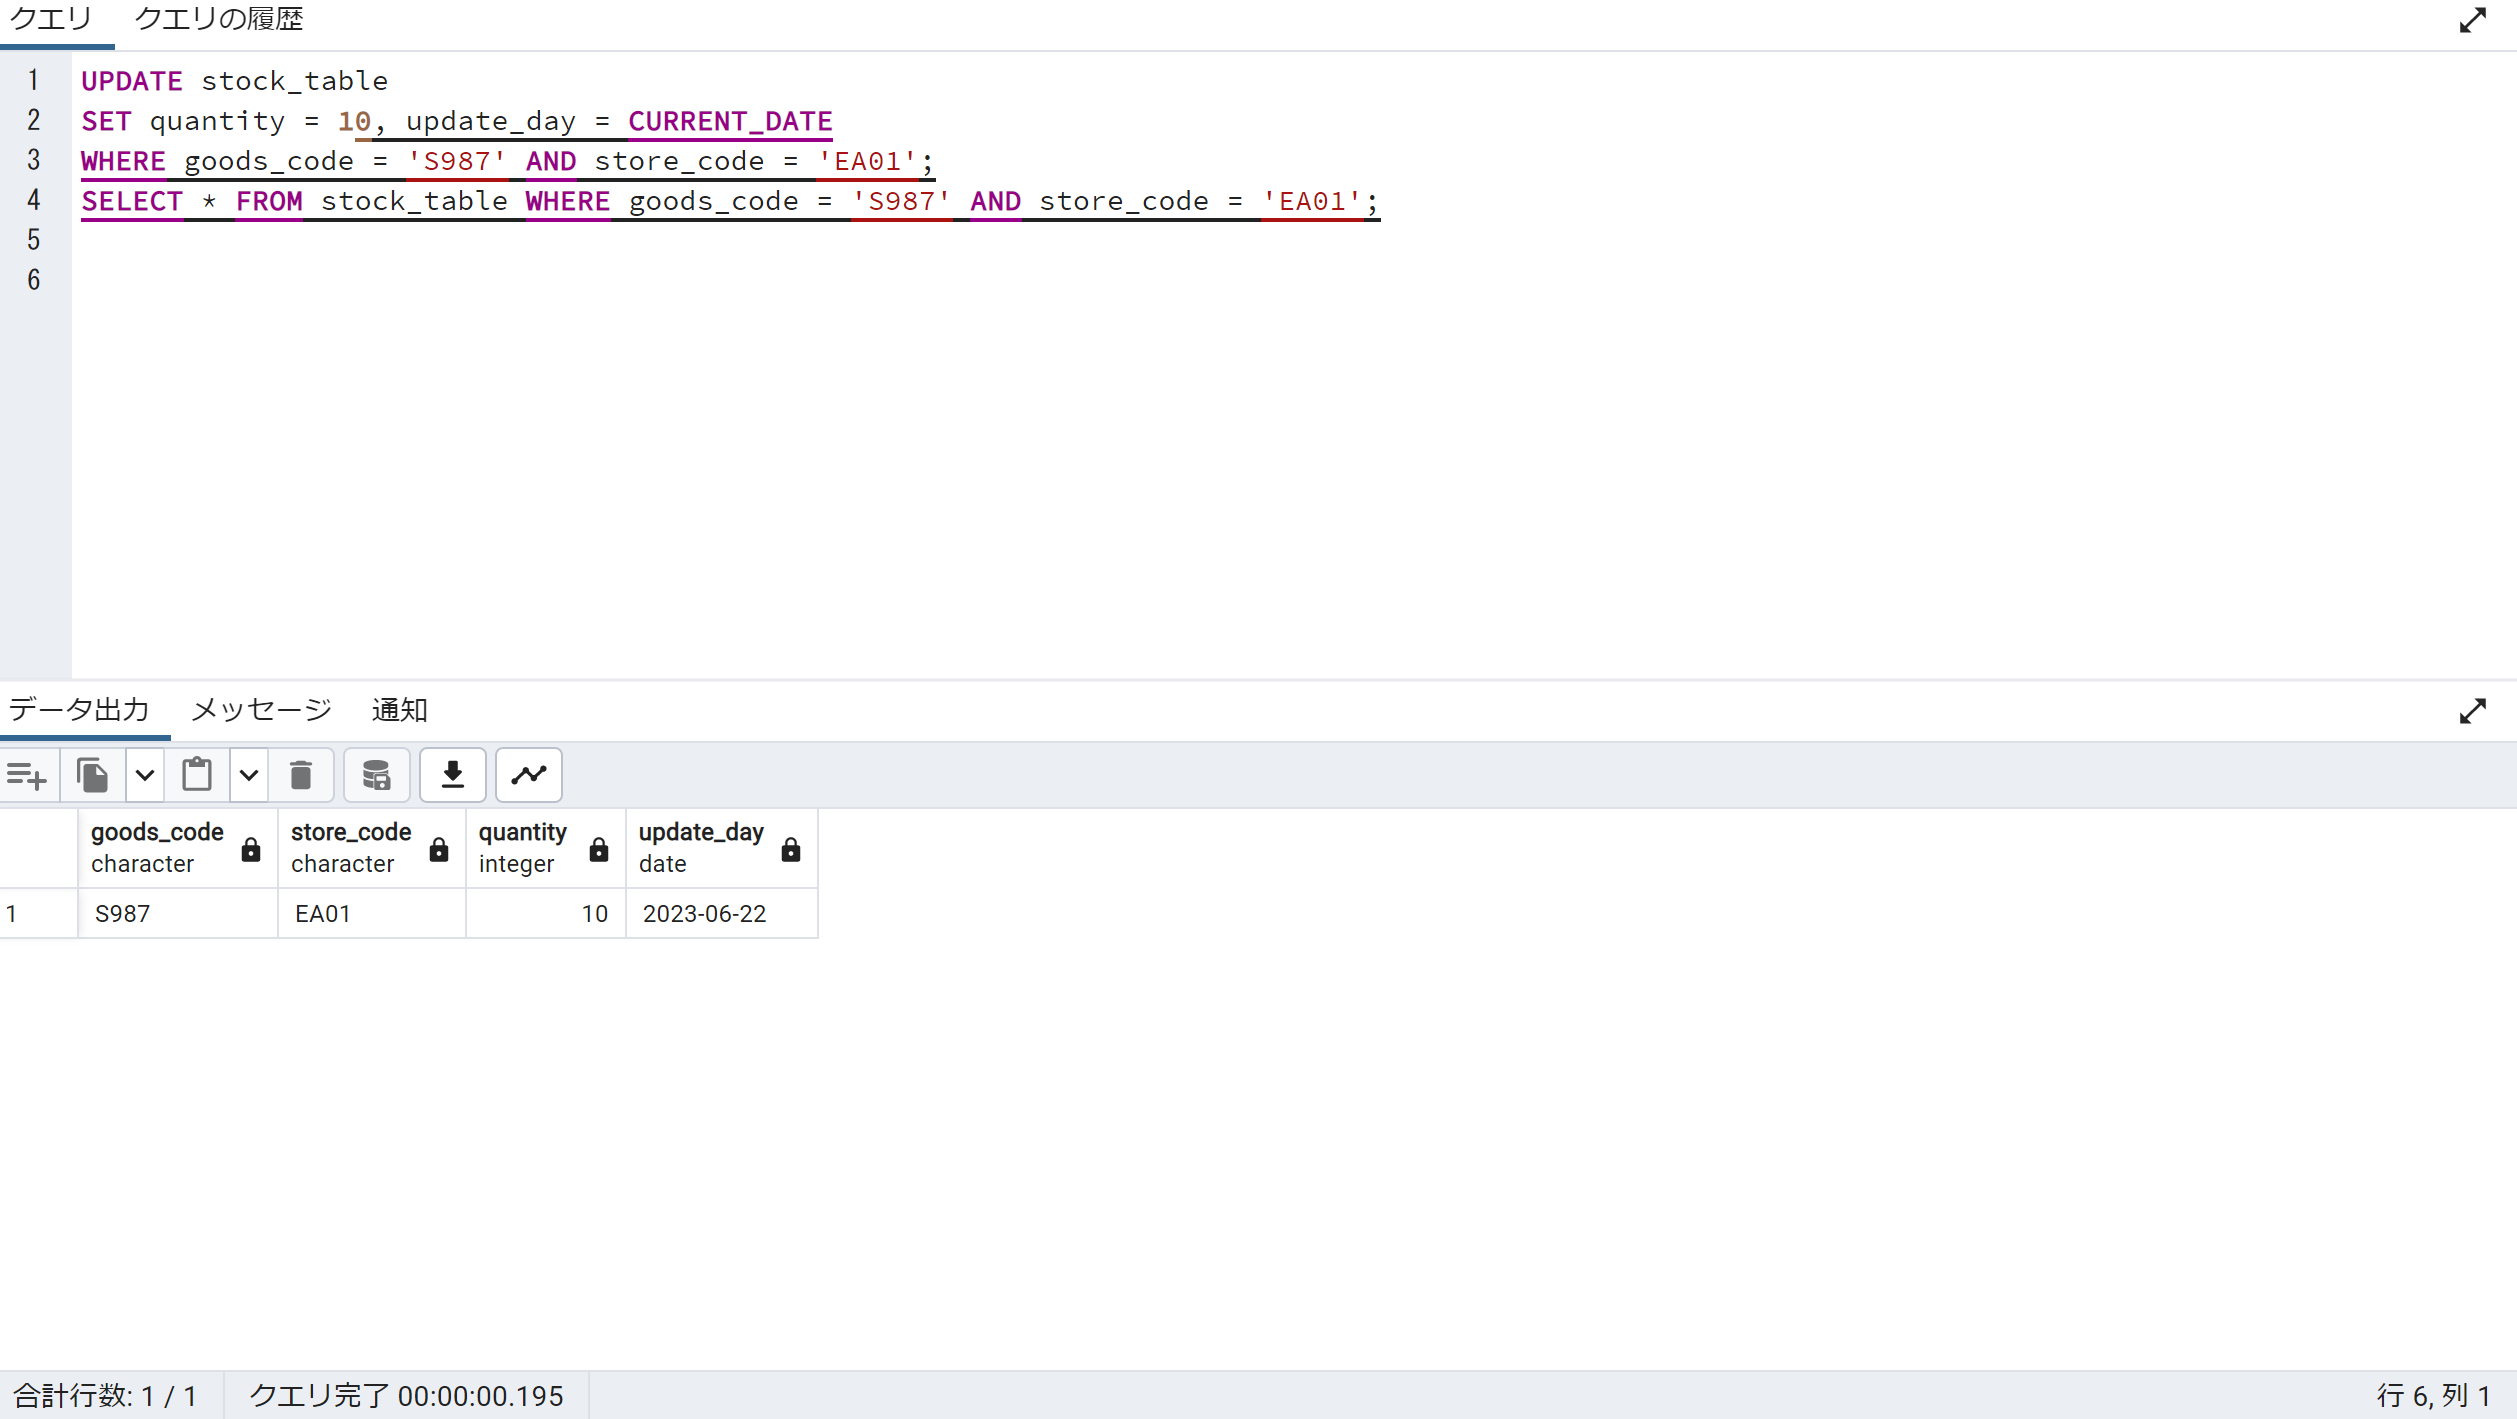 クエリ クエリの履歴
1 UPDATE stock_table
2 SET quantity = 10, update_day = CURRENT_DATE
3 WHERE goods_code = 'S987' AND store_code = 'EA01';
4 SELECT * FROM stock_table WHERE goods_code = 'S987' AND store_code = 'EA01';
5
6
データ出力 メッセージ 通知
goods_code store_code quantity update_day
character character integer date
1 S987 EA01 10 2023-06-22
合計行数: 1 / 1 クエリ完了 00:00:00.195 行 6, 列 1